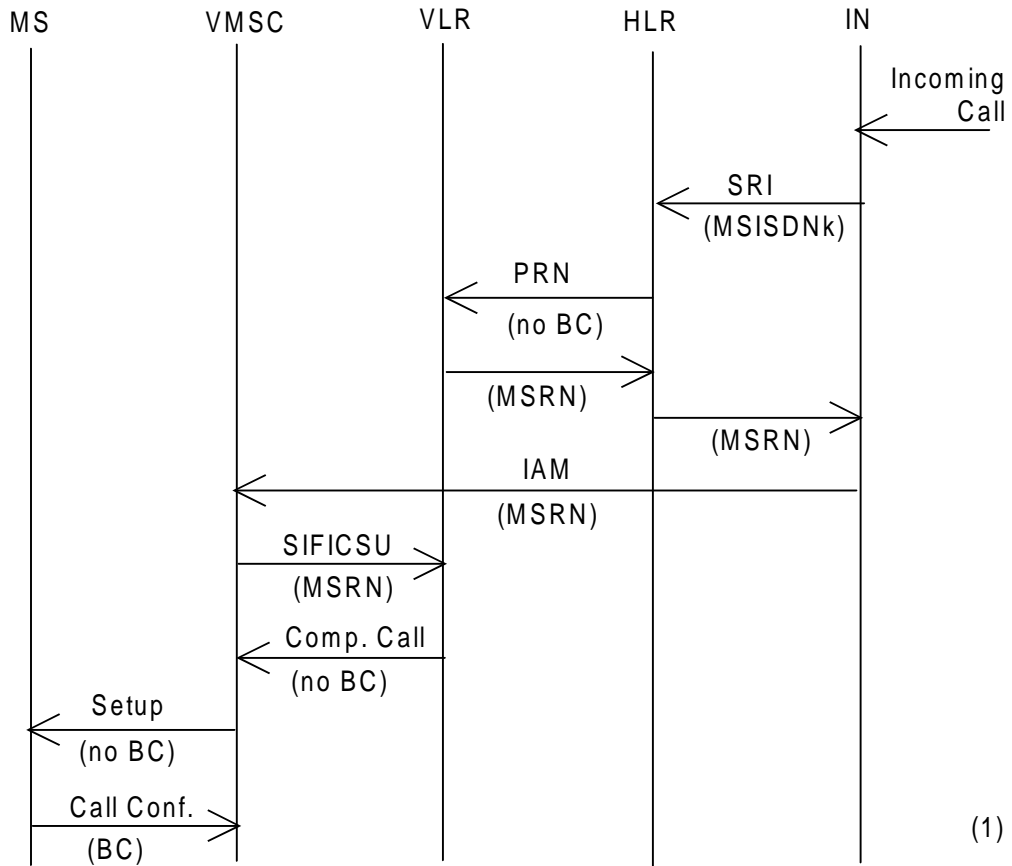 MS VMSC VLR HLR IN
Incoming
Call
SRI
(MSISDNk)
PRN
(no BC)
(MSRN)
(MSRN)
IAM
(MSRN)
SIFICSU
(MSRN)
Comp. Call
(no BC)
Setup
(no BC)
Call Conf.
(BC)
(1)